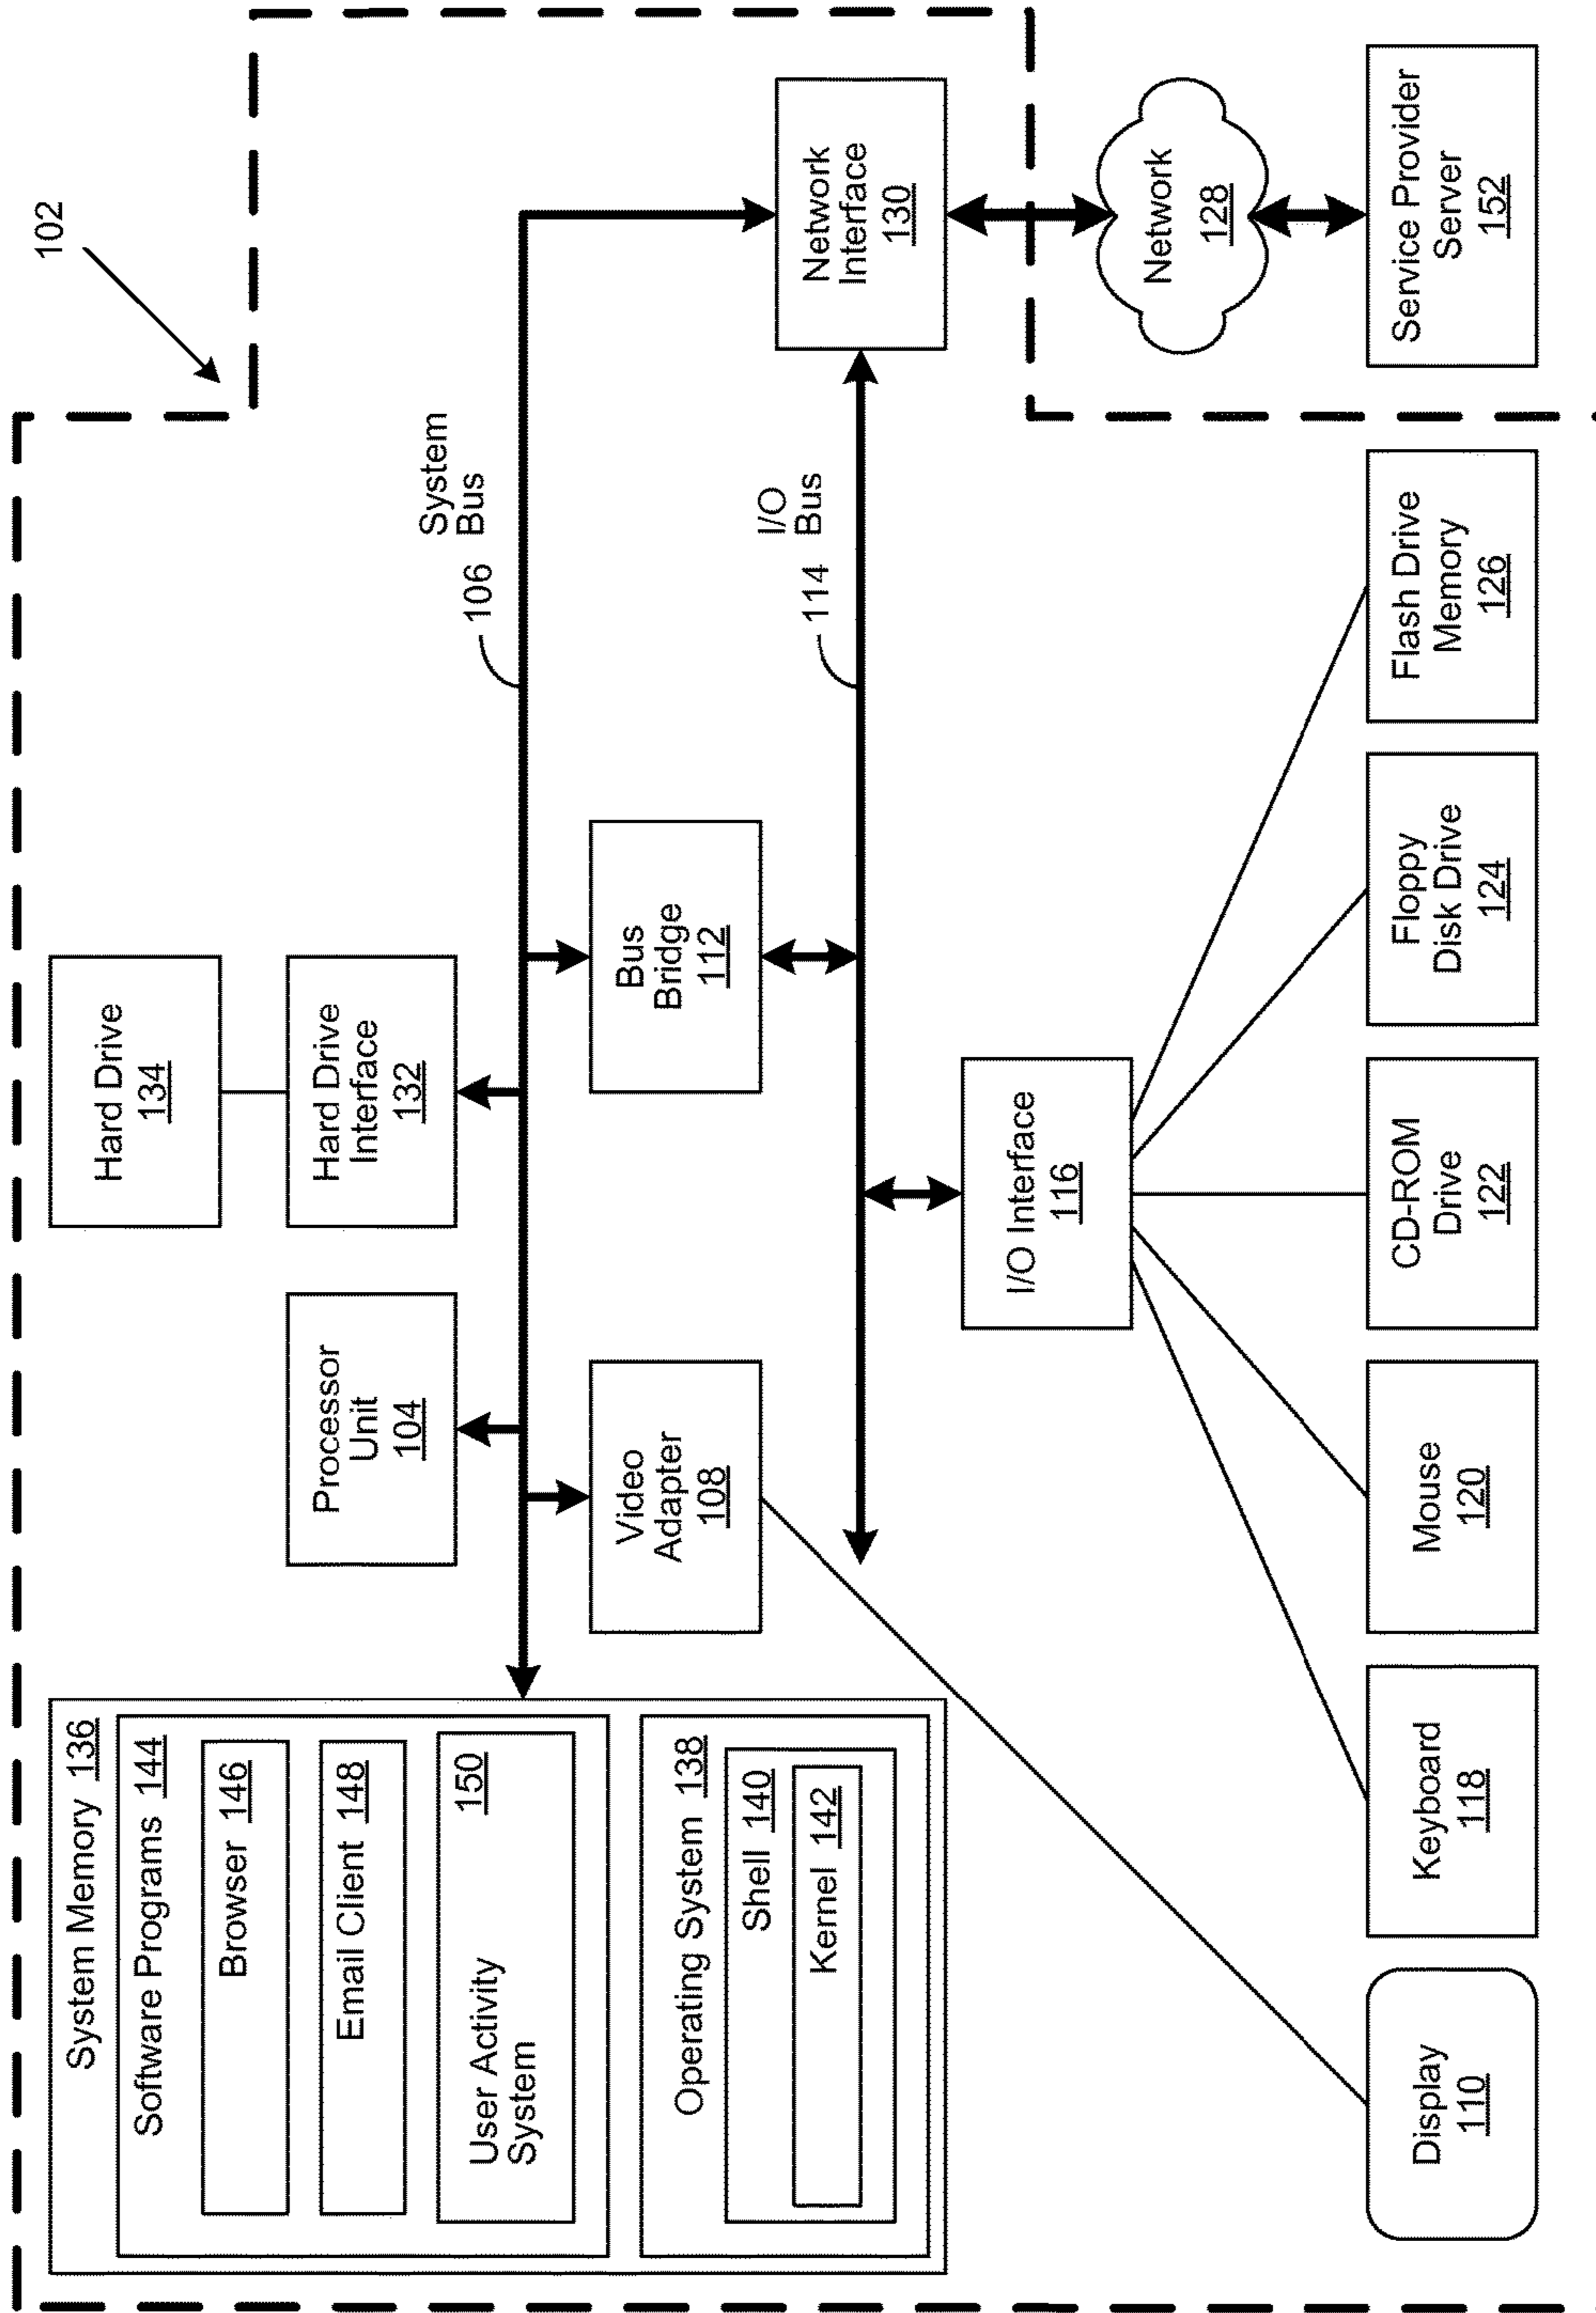 102
System Memory 136
Software Programs 144
Browser 146
Email Client 148
User Activity
System
150
Operating System 138
Shell 140
Kernel 142
Processor
Unit
104
Hard Drive
134
Hard Drive
Interface
132
System
Bus
106
Video
Adapter
108
Bus
Bridge
112
I/O
Bus
114
Network
Interface
130
I/O Interface
116
Network
128
Display
110
Keyboard
118
Mouse
120
CD-ROM
Drive
122
Floppy
Disk Drive
124
Flash Drive
Memory
126
Service Provider
Server
152